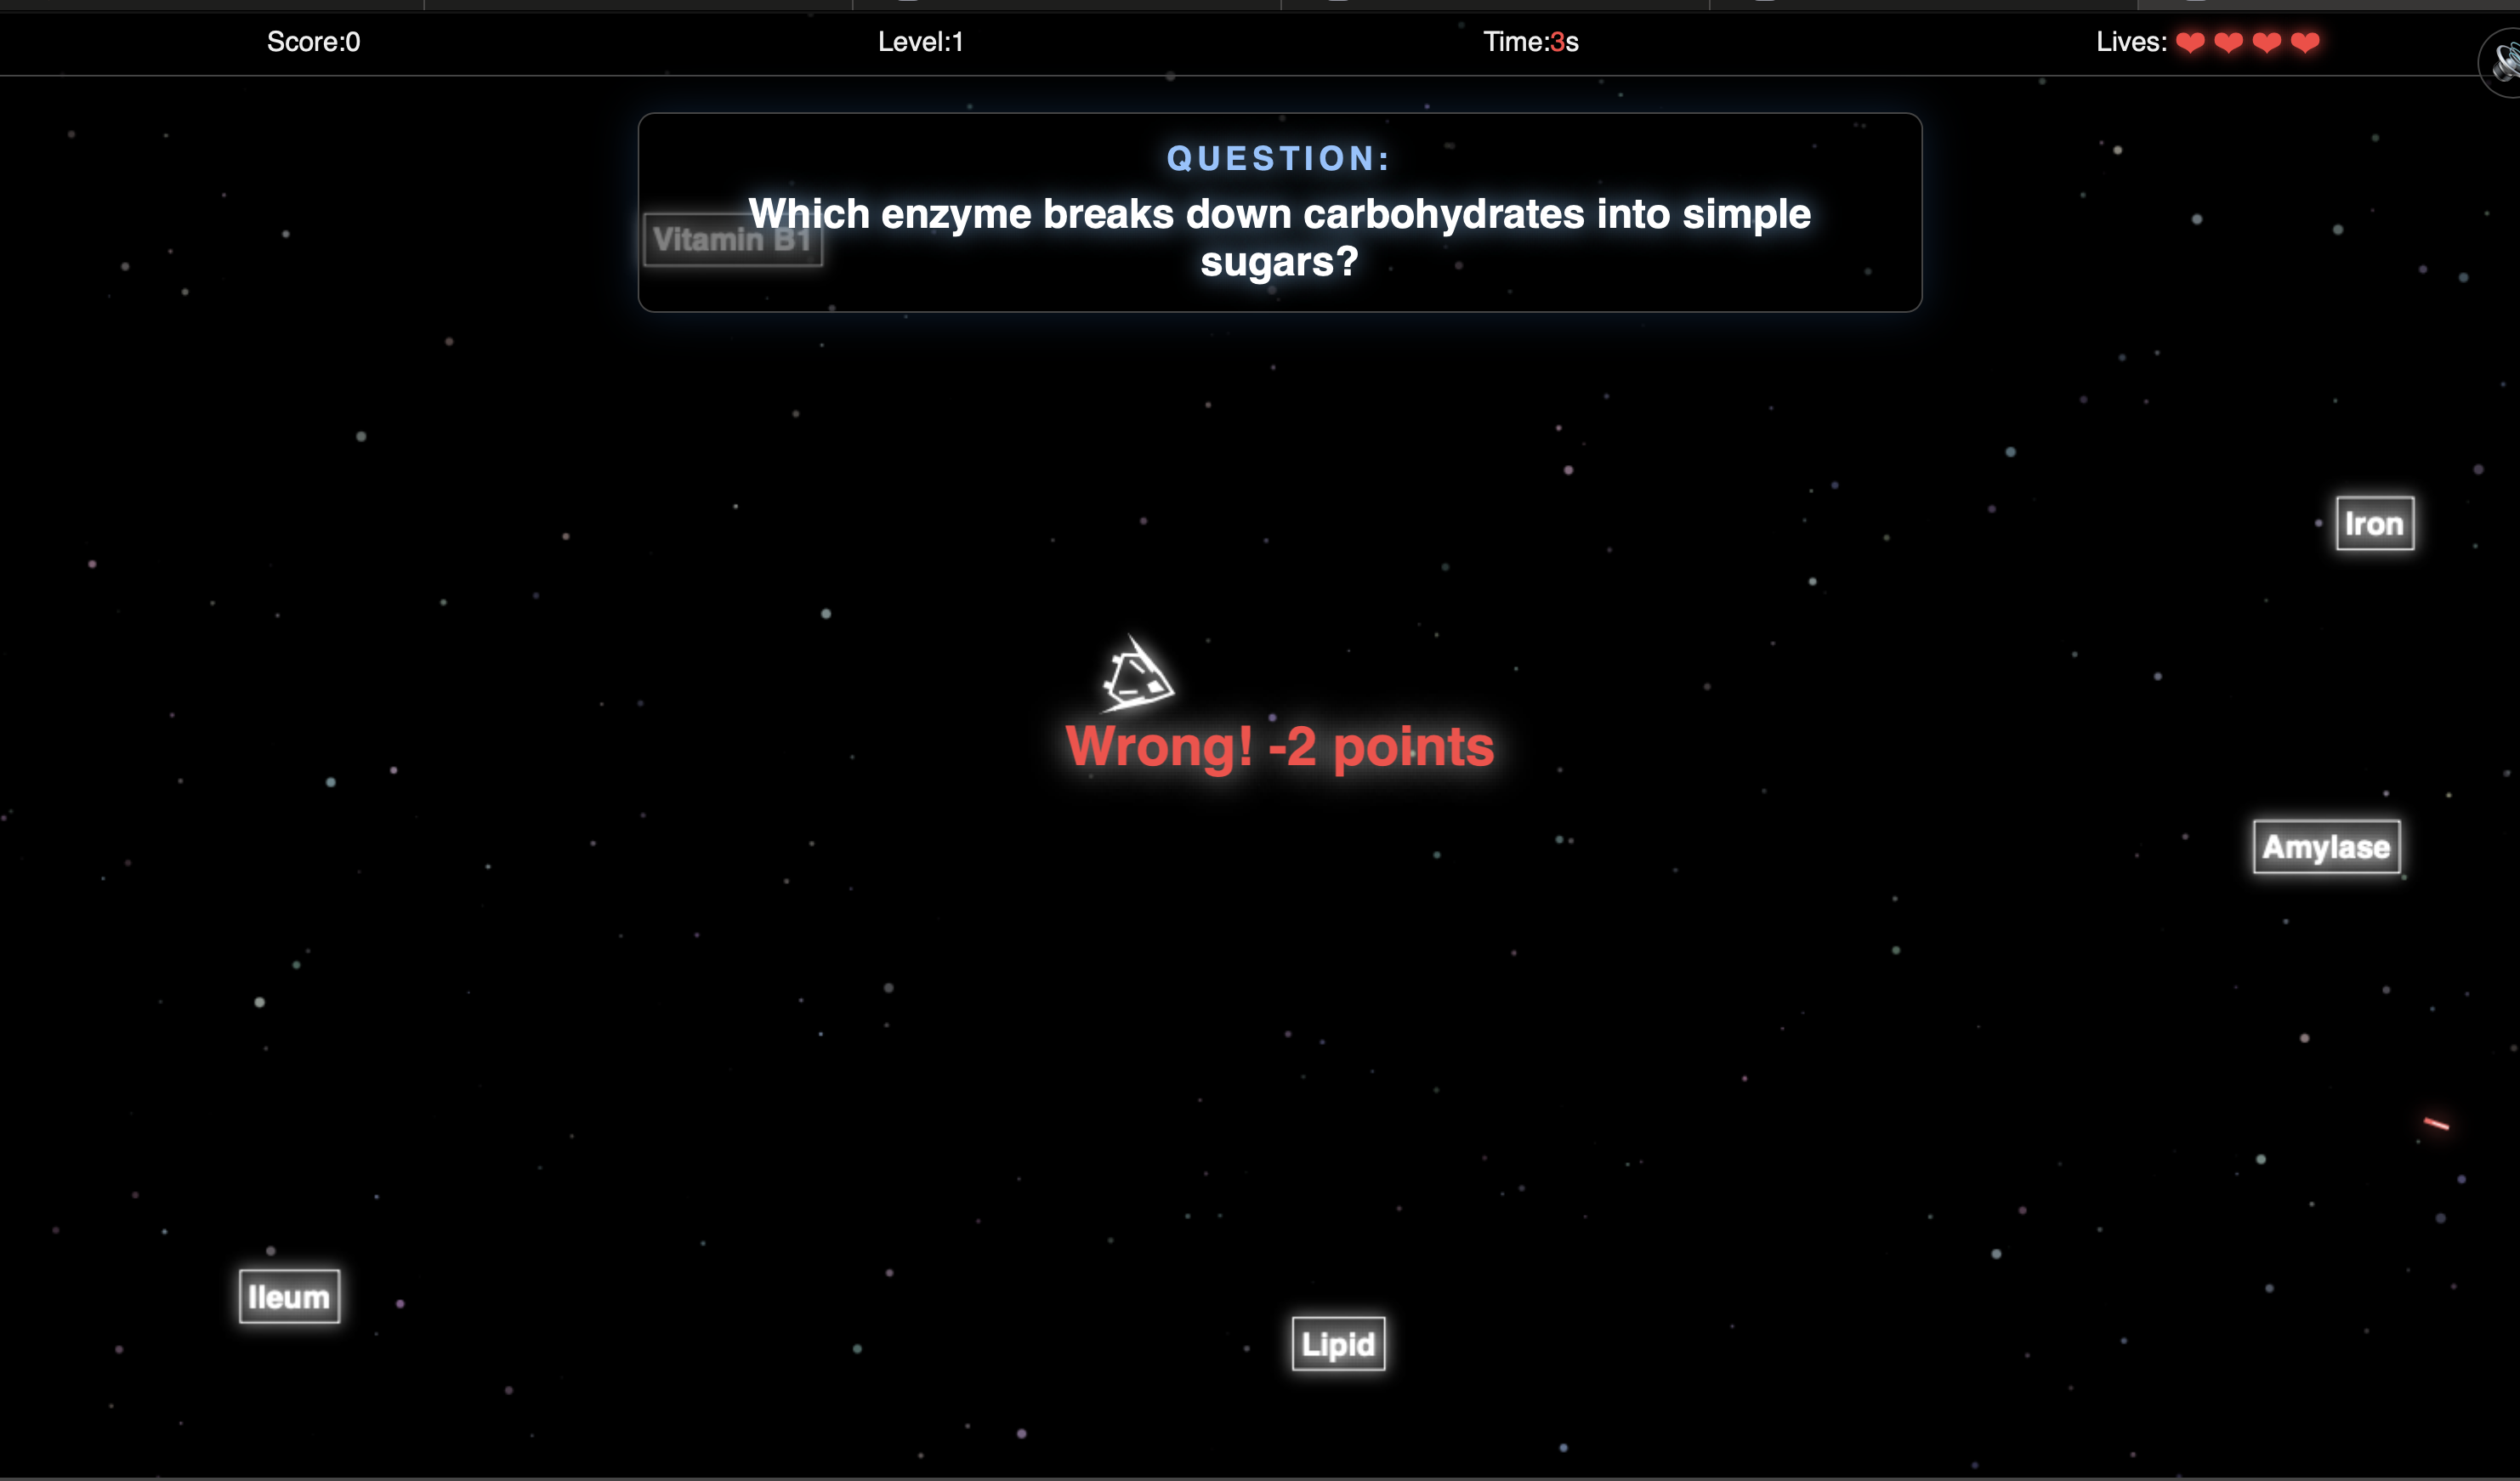 Score:0 Level:1 Time:3s Lives:
QUESTION:
Which enzyme breaks down carbohydrates into simple
sugars?
Vitamin B1
Iron
Wrong! -2 points
Amylase
Ileum
Lipid